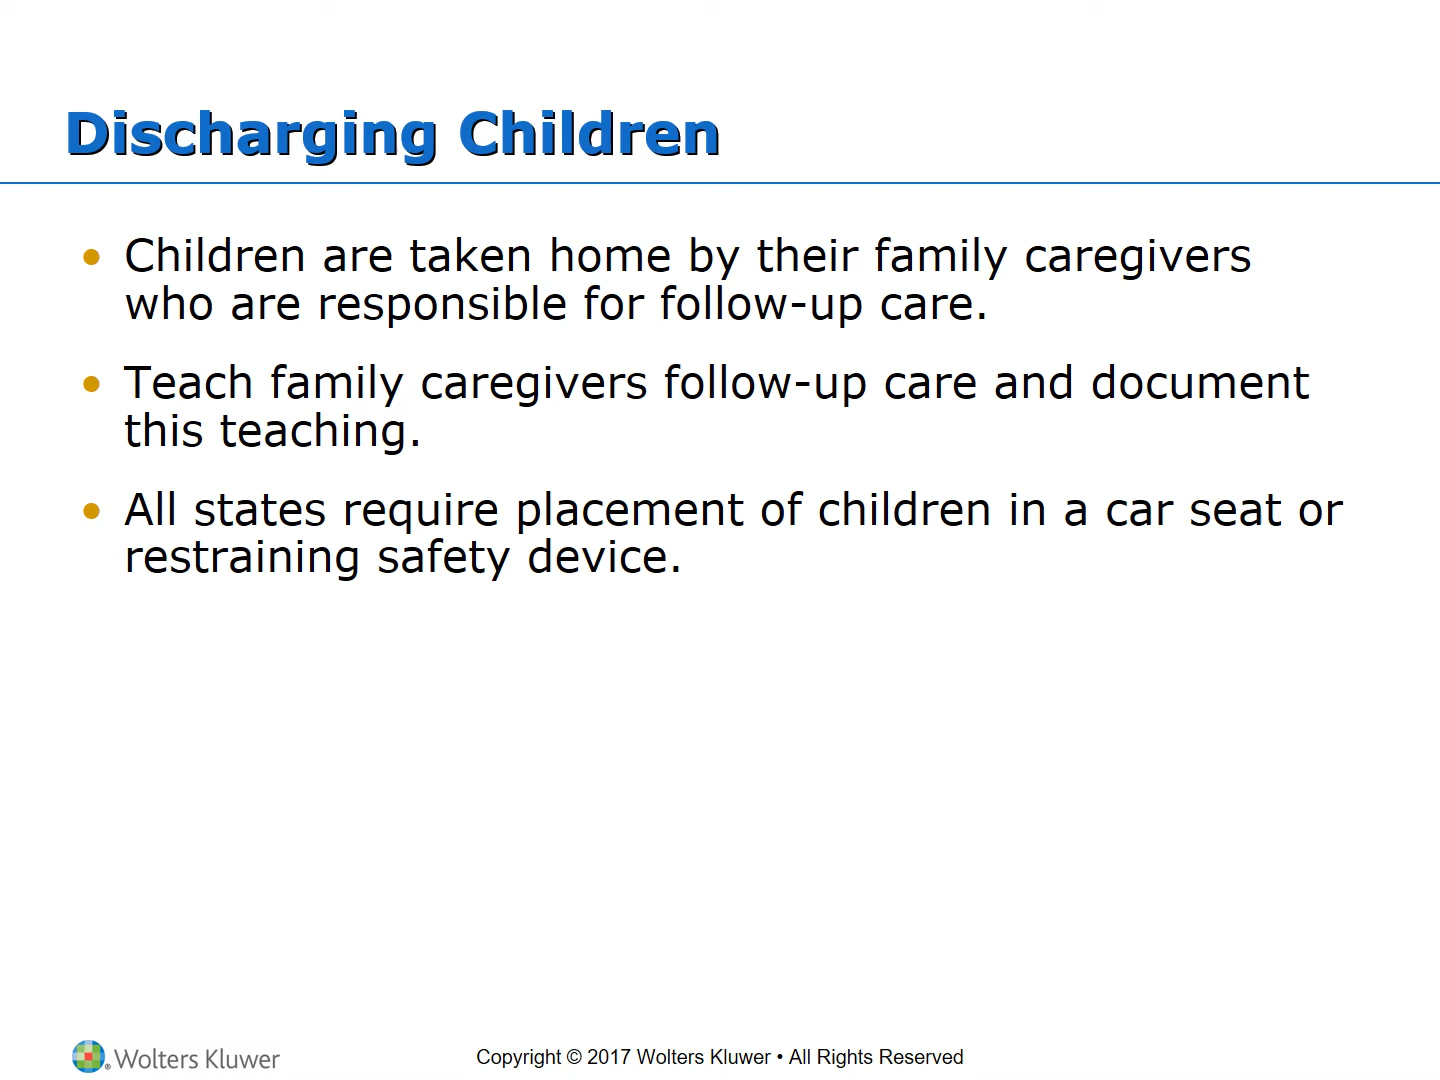 Discharging Children
• Children are taken home by their family caregivers
who are responsible for follow-up care.
• Teach family caregivers follow-up care and document
this teaching.
• All states require placement of children in a car seat or
restraining safety device.
® Wolters Kluwer
Copyright © 2017 Wolters Kluwer • All Rights Reserved